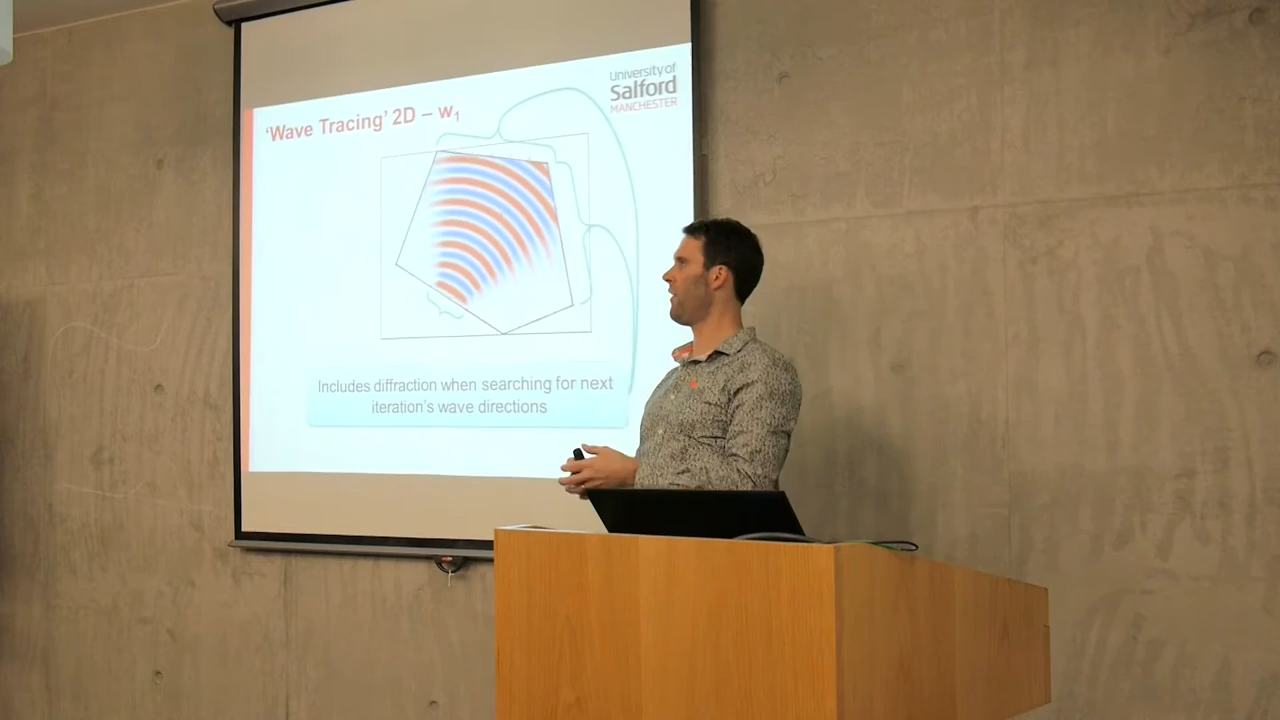 'Wave Tracing' 2D – w₁
University of
Salford
MANCHESTER
Includes diffraction when searching for next
iteration's wave directions